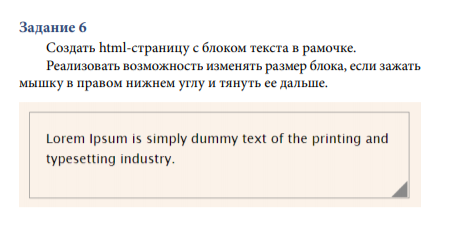 Задание 6
Создать html-страницу с блоком текста в рамочке.
Реализовать возможность изменять размер блока, если зажать
мышку в правом нижнем углу и тянуть ее дальше.
Lorem Ipsum is simply dummy text of the printing and
typesetting industry.